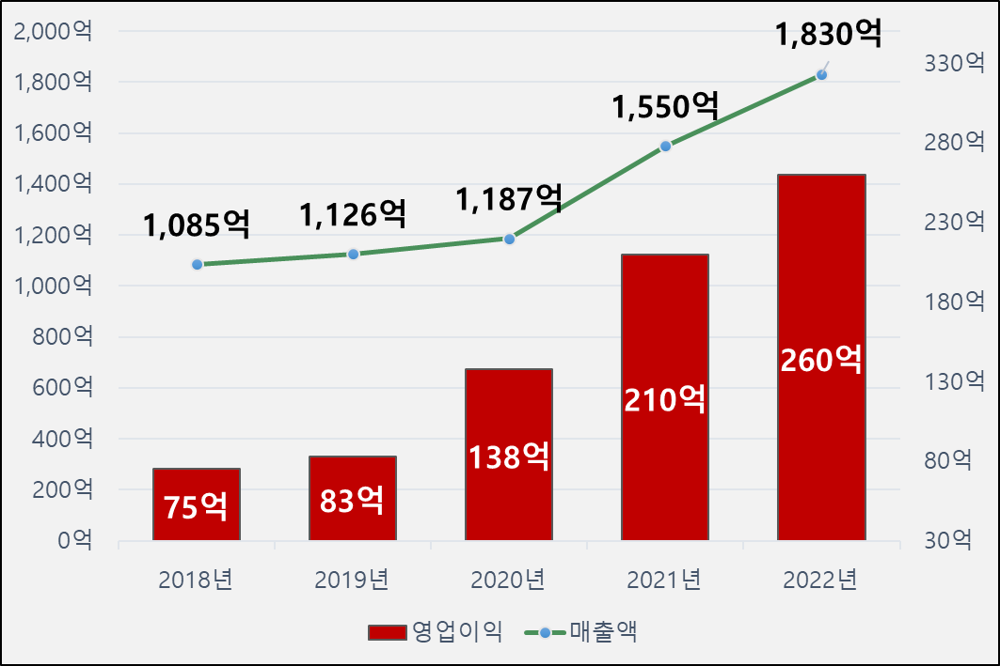 2,000억
1,800억
1,600억
1,400억
1,200억
1,000억
800억
600억
400억
200억
0억
1,085억
1,126억
1,187억
1,550억
1,830억
75억
83억
138억
210억
260억
330억
280억
230억
180억
130억
80억
30억
2018년 2019년 2020년 2021년 2022년
영업이익 매출액